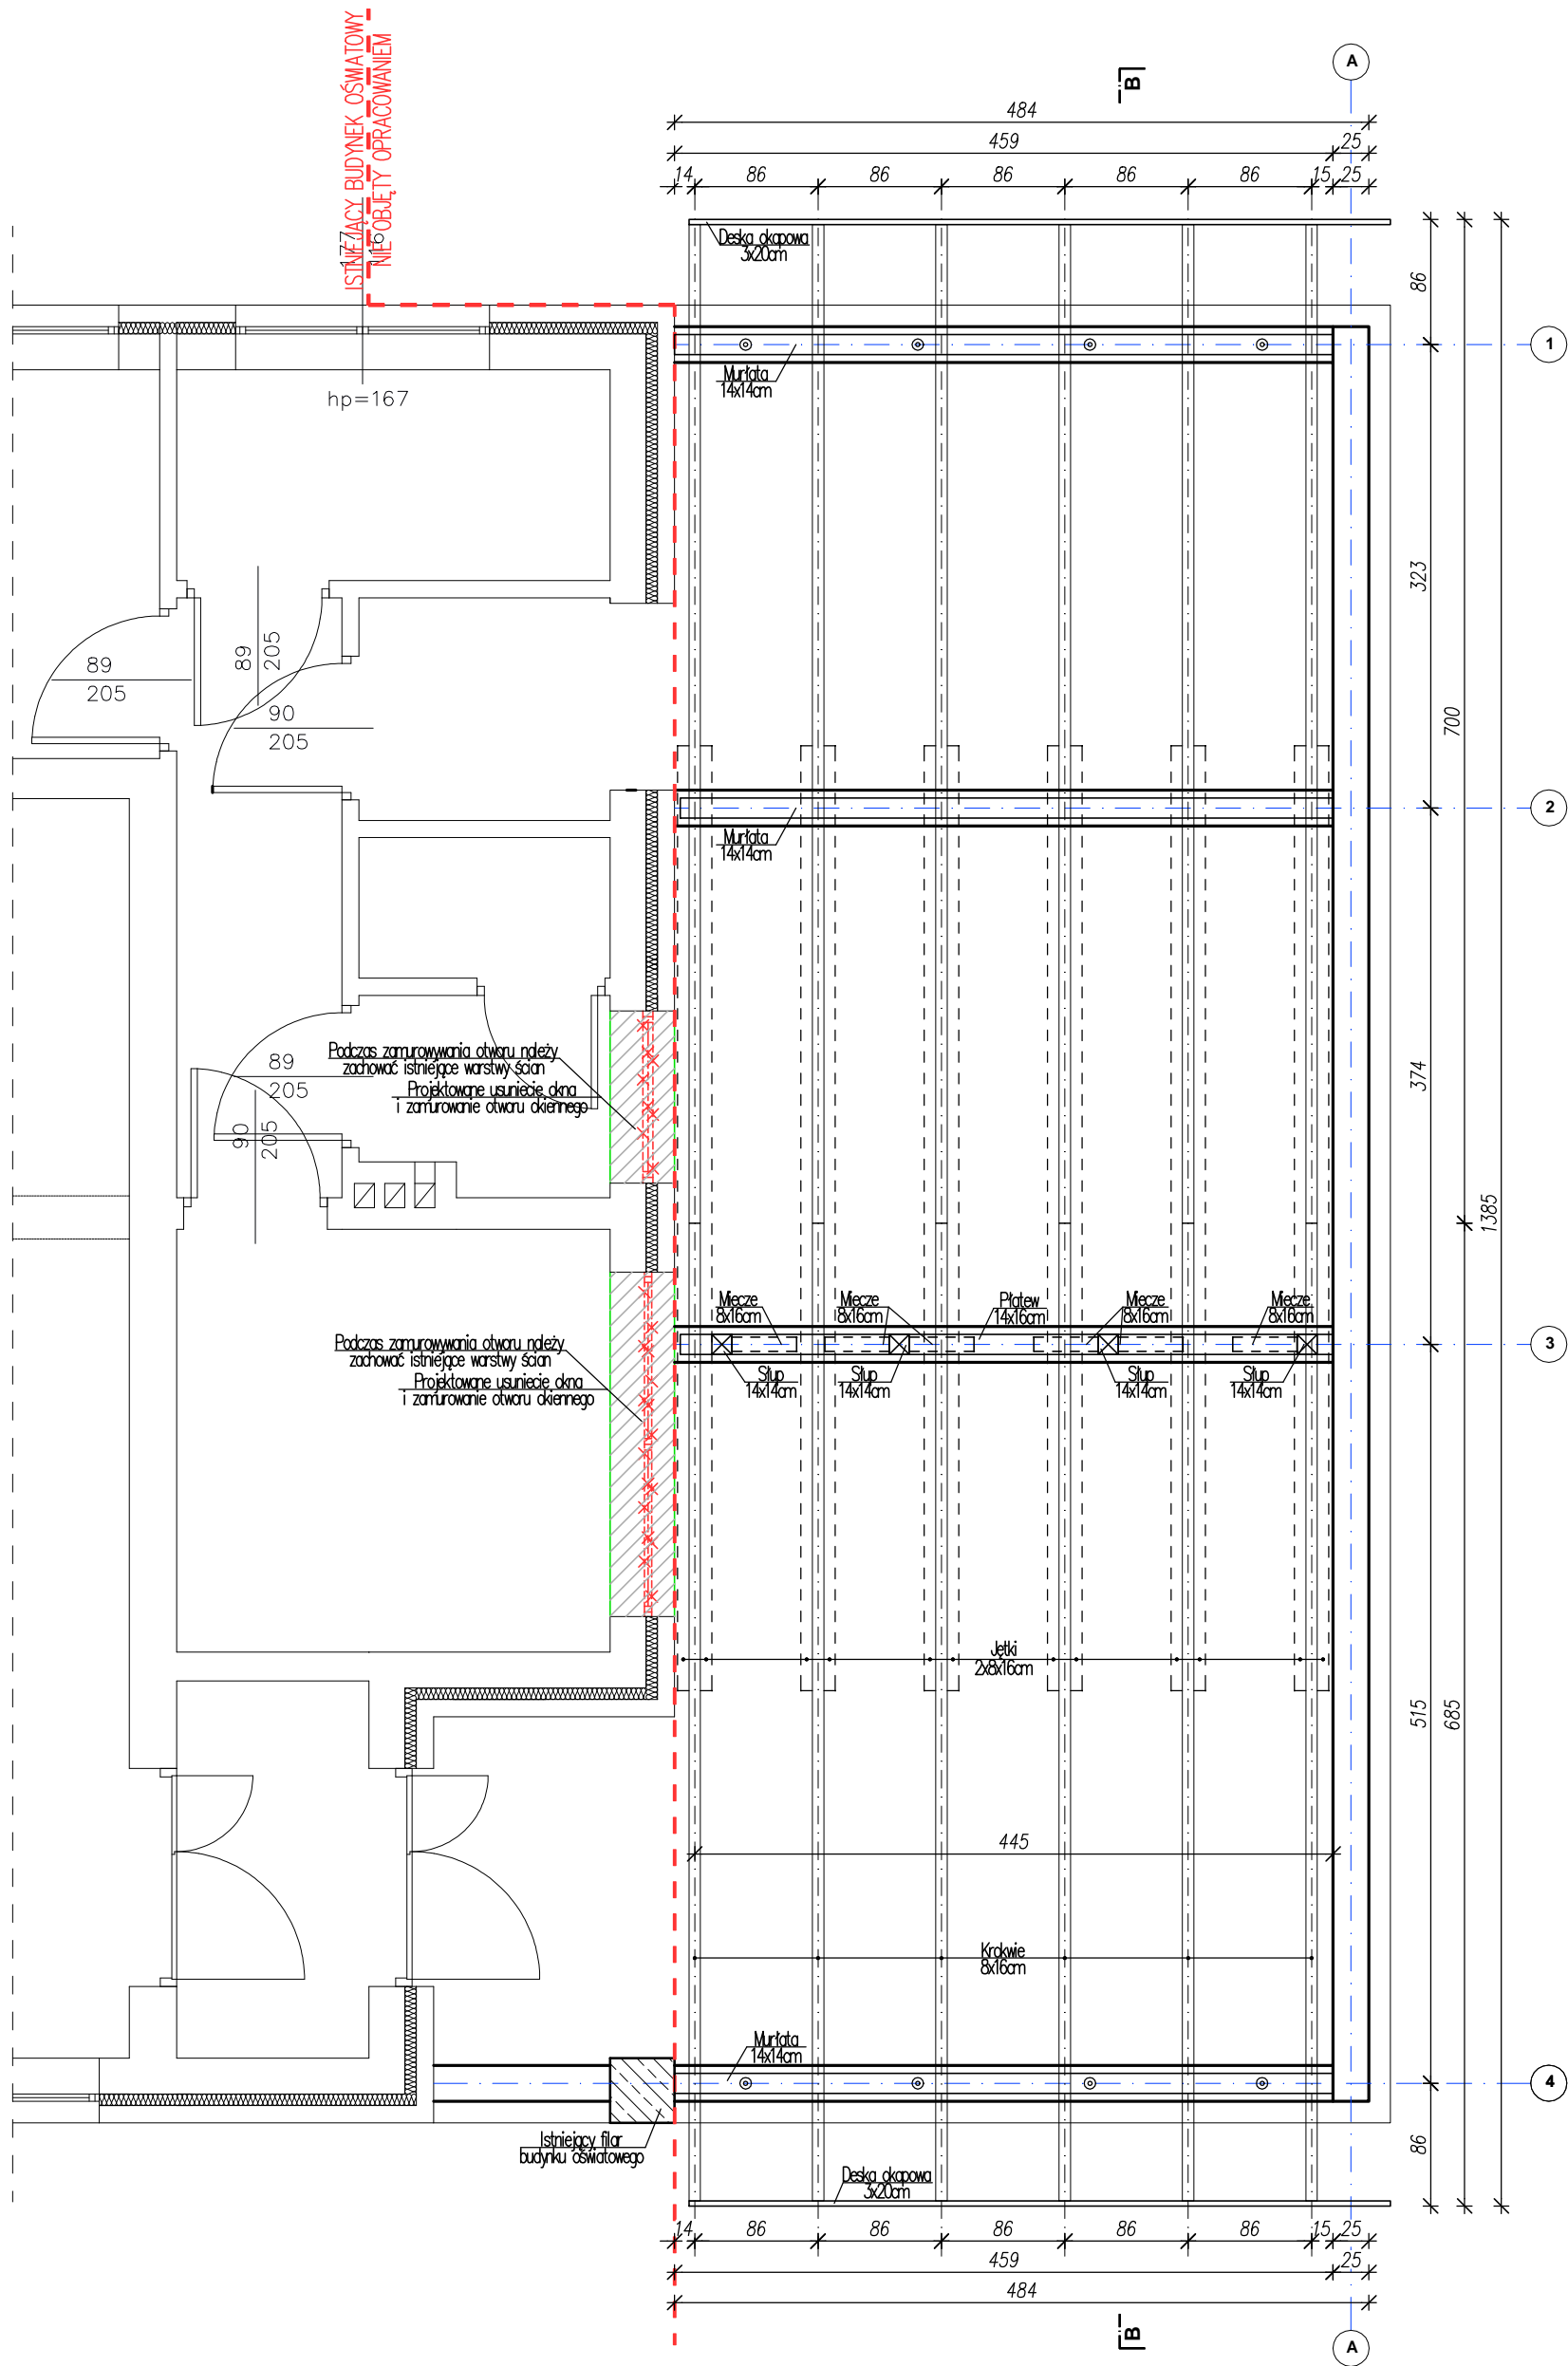 ISTNIEJĄCY BUDYNEK OŚWIATOWY
NIE OBJĘTY OPRACOWANIEM
A
B
484
459
25
14
86
86
86
86
86
15
25
Deska okapowa
3x20cm
86
177
hp=167
1
Murłata
14x14cm
323
89
205
89
205
90
205
700
2
Murłata
14x14cm
374
89
205
90
205
Podczas zamurowywania otworu należy
zachować istniejące warstwy ścian
Projektowane usuniecie okna
i zamurowanie otworu okiennego
1385
Miecze
8x16cm
Miecze
8x16cm
Płatew
14x16cm
Miecze
8x16cm
Miecze
8x16cm
3
Słup
14x14cm
Słup
14x14cm
Słup
14x14cm
Słup
14x14cm
Podczas zamurowywania otworu należy
zachować istniejące warstwy ścian
Projektowane usuniecie okna
i zamurowanie otworu okiennego
Jętki
2x8x16cm
515
685
445
Krokwie
8x16cm
Murłata
14x14cm
4
Istniejący filar
budynku oświatowego
86
Deska okapowa
3x20cm
14
86
86
86
86
86
15
25
459
25
484
B
A